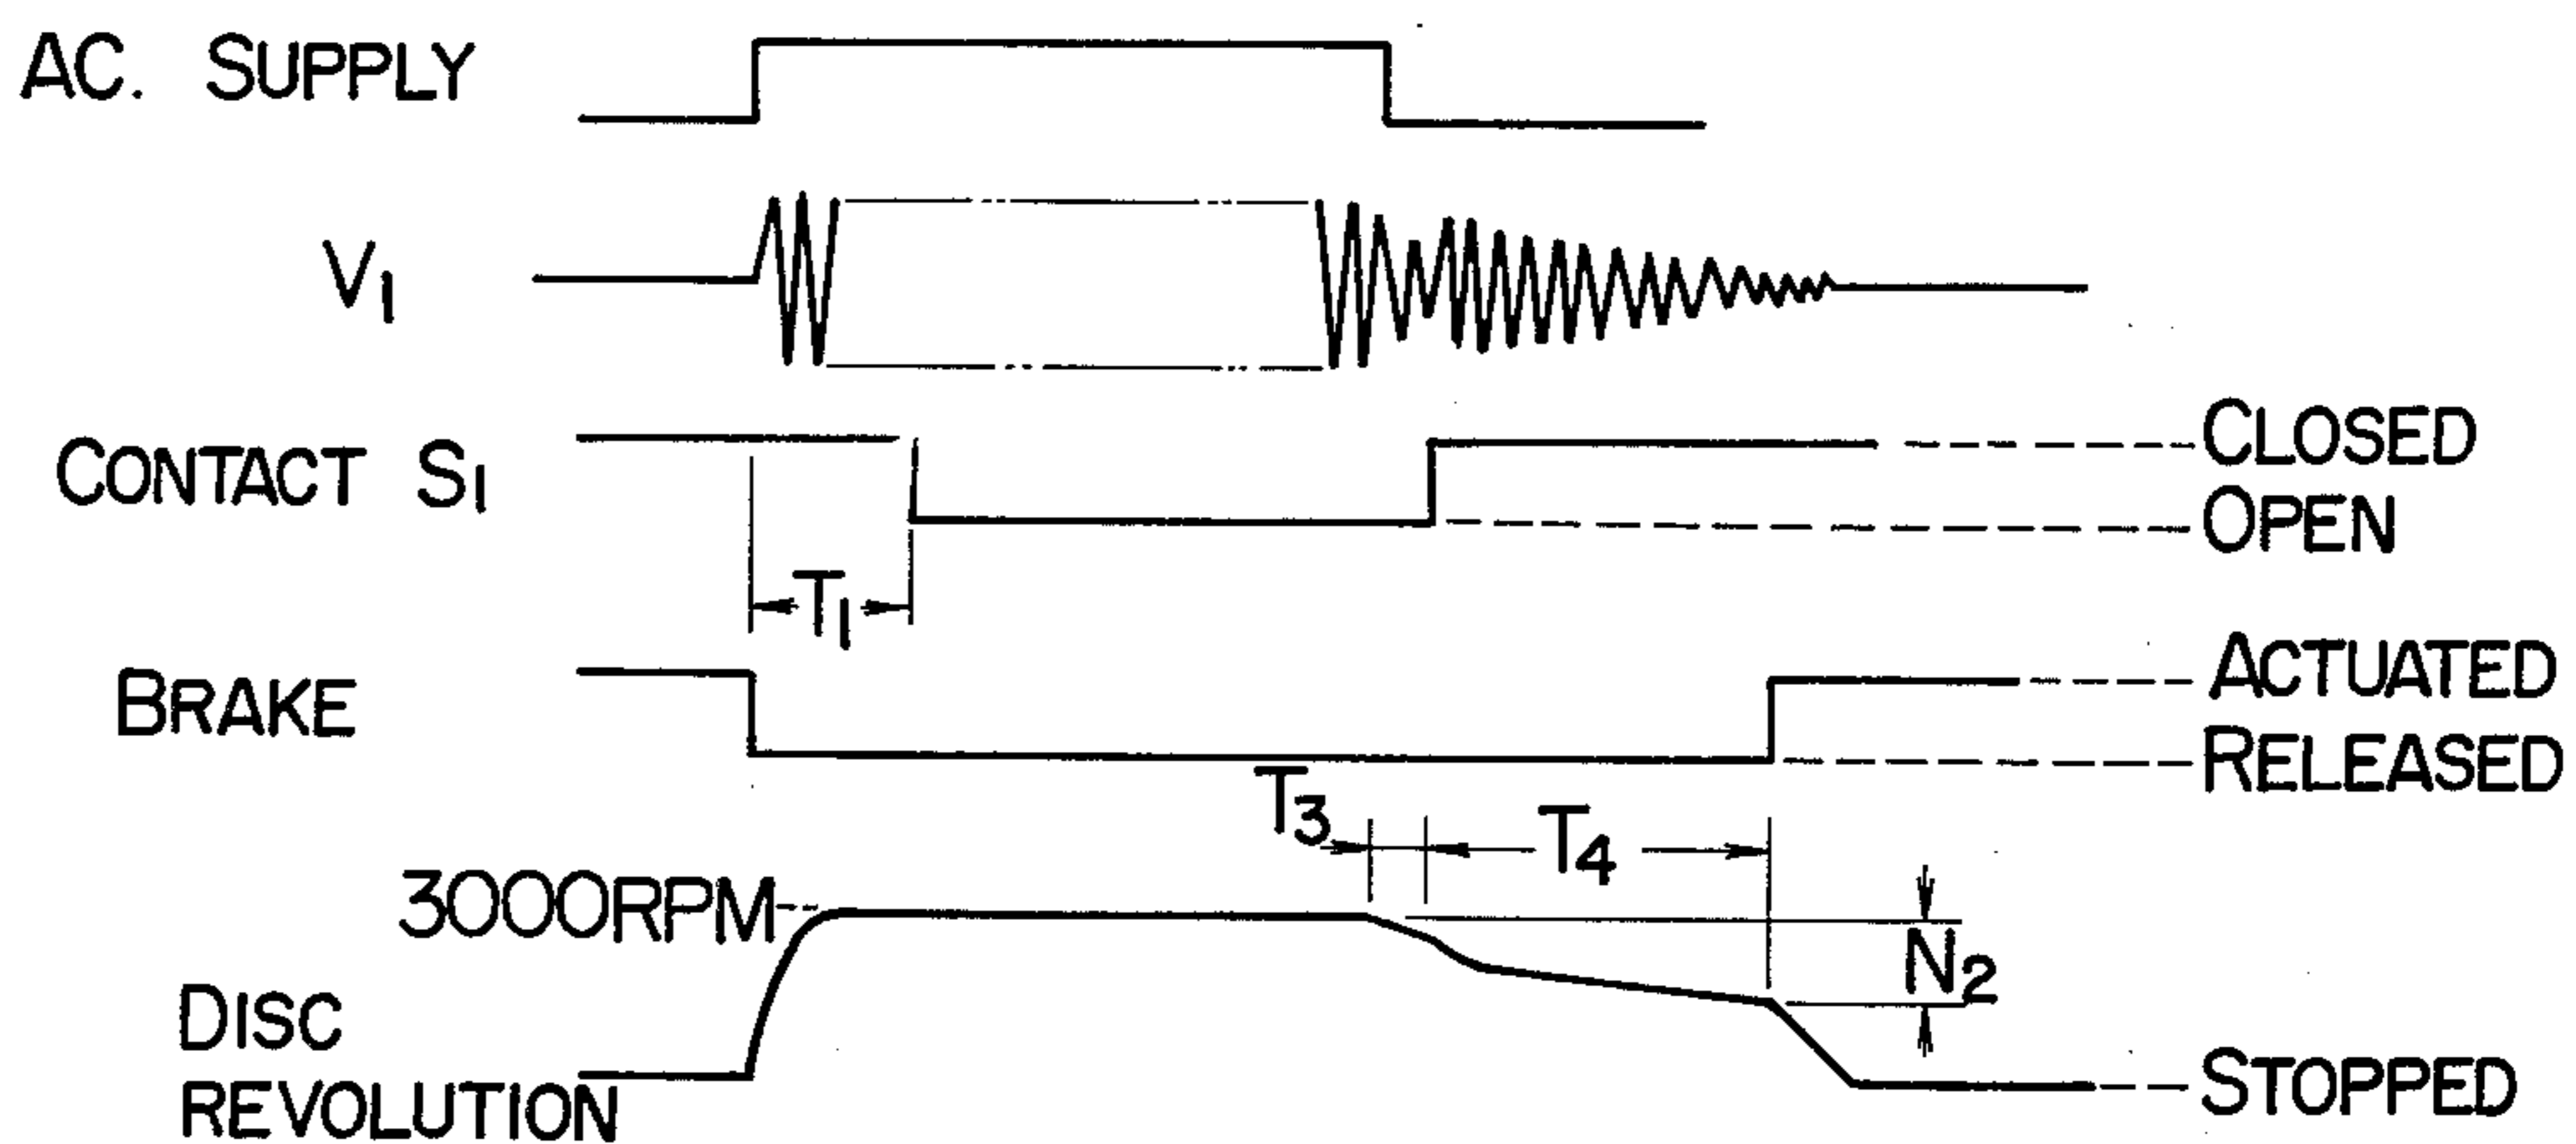 AC. SUPPLY
V1
CONTACT S1
CLOSED
OPEN
T1
BRAKE
ACTUATED
RELEASED
T3
T4
3000RPM
N2
DISC
REVOLUTION
STOPPED